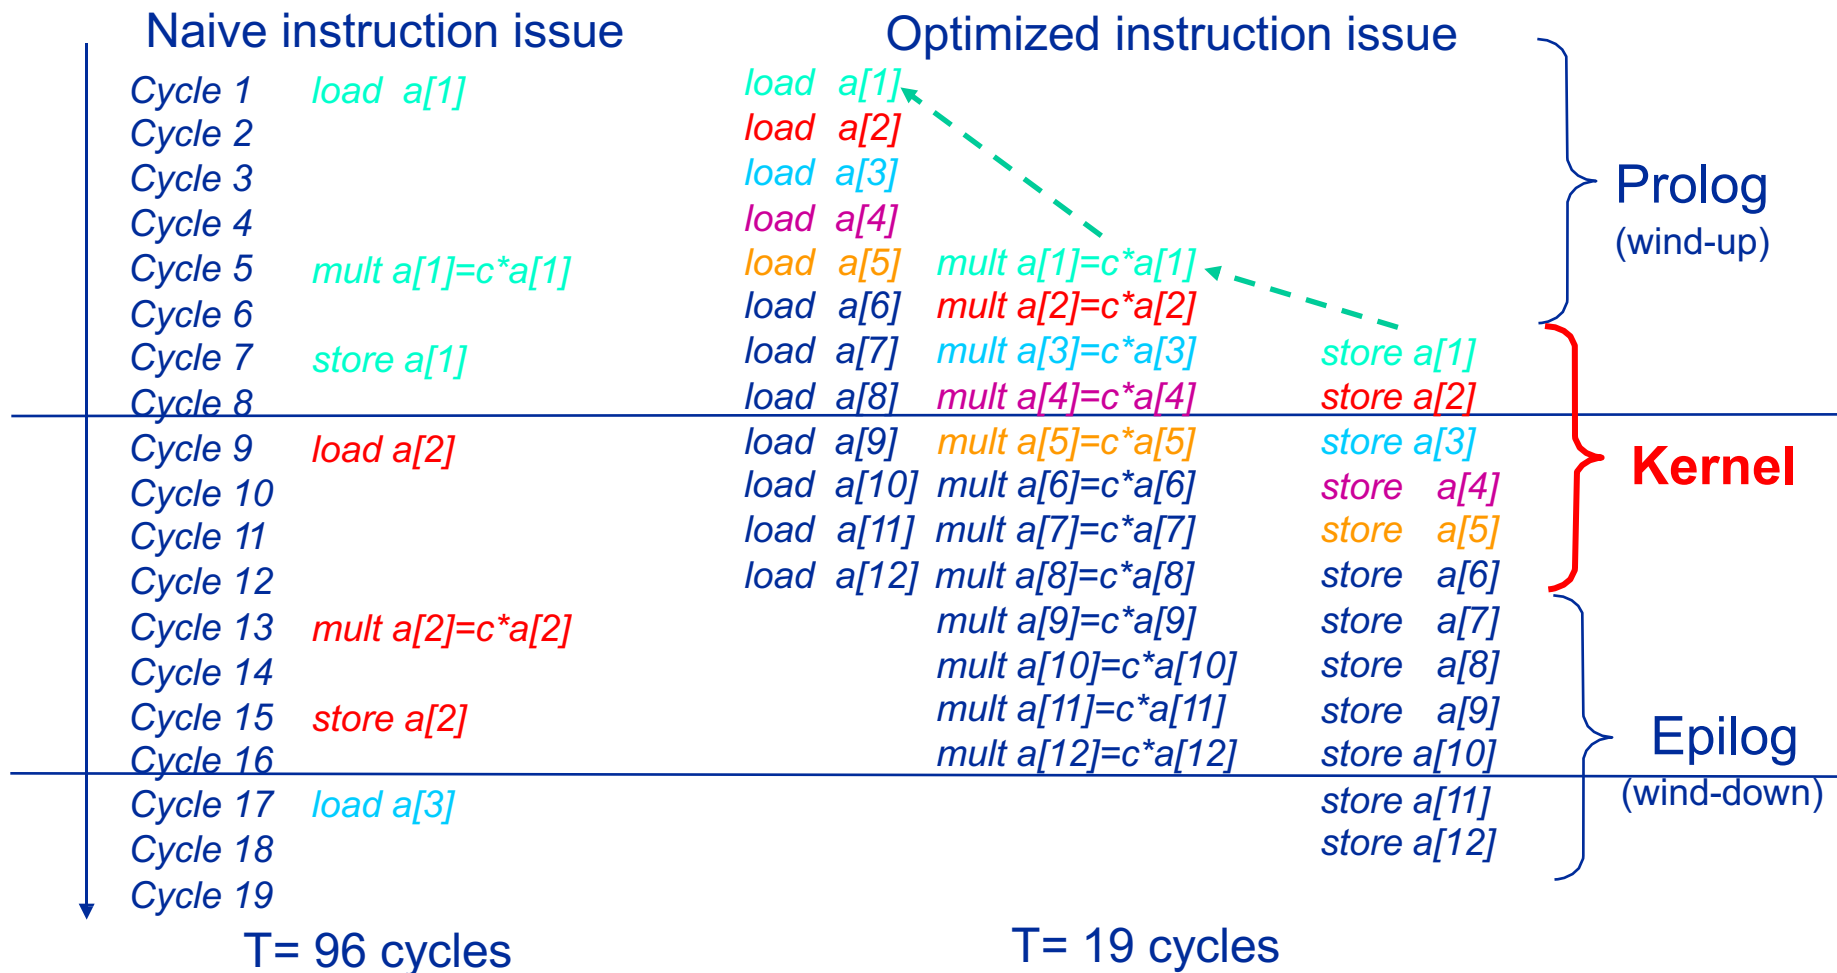 Naive instruction issue Optimized instruction issue
Cycle 1 load a[1] load a[1]
Cycle 2 load a[2]
Cycle 3 load a[3]
Cycle 4 load a[4]
Cycle 5 mult a[1]=c*a[1] load a[5] mult a[1]=c*a[1]
Cycle 6 load a[6] mult a[2]=c*a[2]
Cycle 7 store a[1] load a[7] mult a[3]=c*a[3] store a[1]
Cycle 8 load a[8] mult a[4]=c*a[4] store a[2]
Cycle 9 load a[2] load a[9] mult a[5]=c*a[5] store a[3]
Cycle 10 load a[10] mult a[6]=c*a[6] store a[4]
Cycle 11 load a[11] mult a[7]=c*a[7] store a[5]
Cycle 12 load a[12] mult a[8]=c*a[8] store a[6]
Cycle 13 mult a[2]=c*a[2] mult a[9]=c*a[9] store a[7]
Cycle 14 mult a[10]=c*a[10] store a[8]
Cycle 15 store a[2] mult a[11]=c*a[11] store a[9]
Cycle 16 mult a[12]=c*a[12] store a[10]
Cycle 17 load a[3] store a[11]
Cycle 18 store a[12]
Cycle 19
T= 96 cycles T= 19 cycles
Prolog
(wind-up)
Kernel
Epilog
(wind-down)